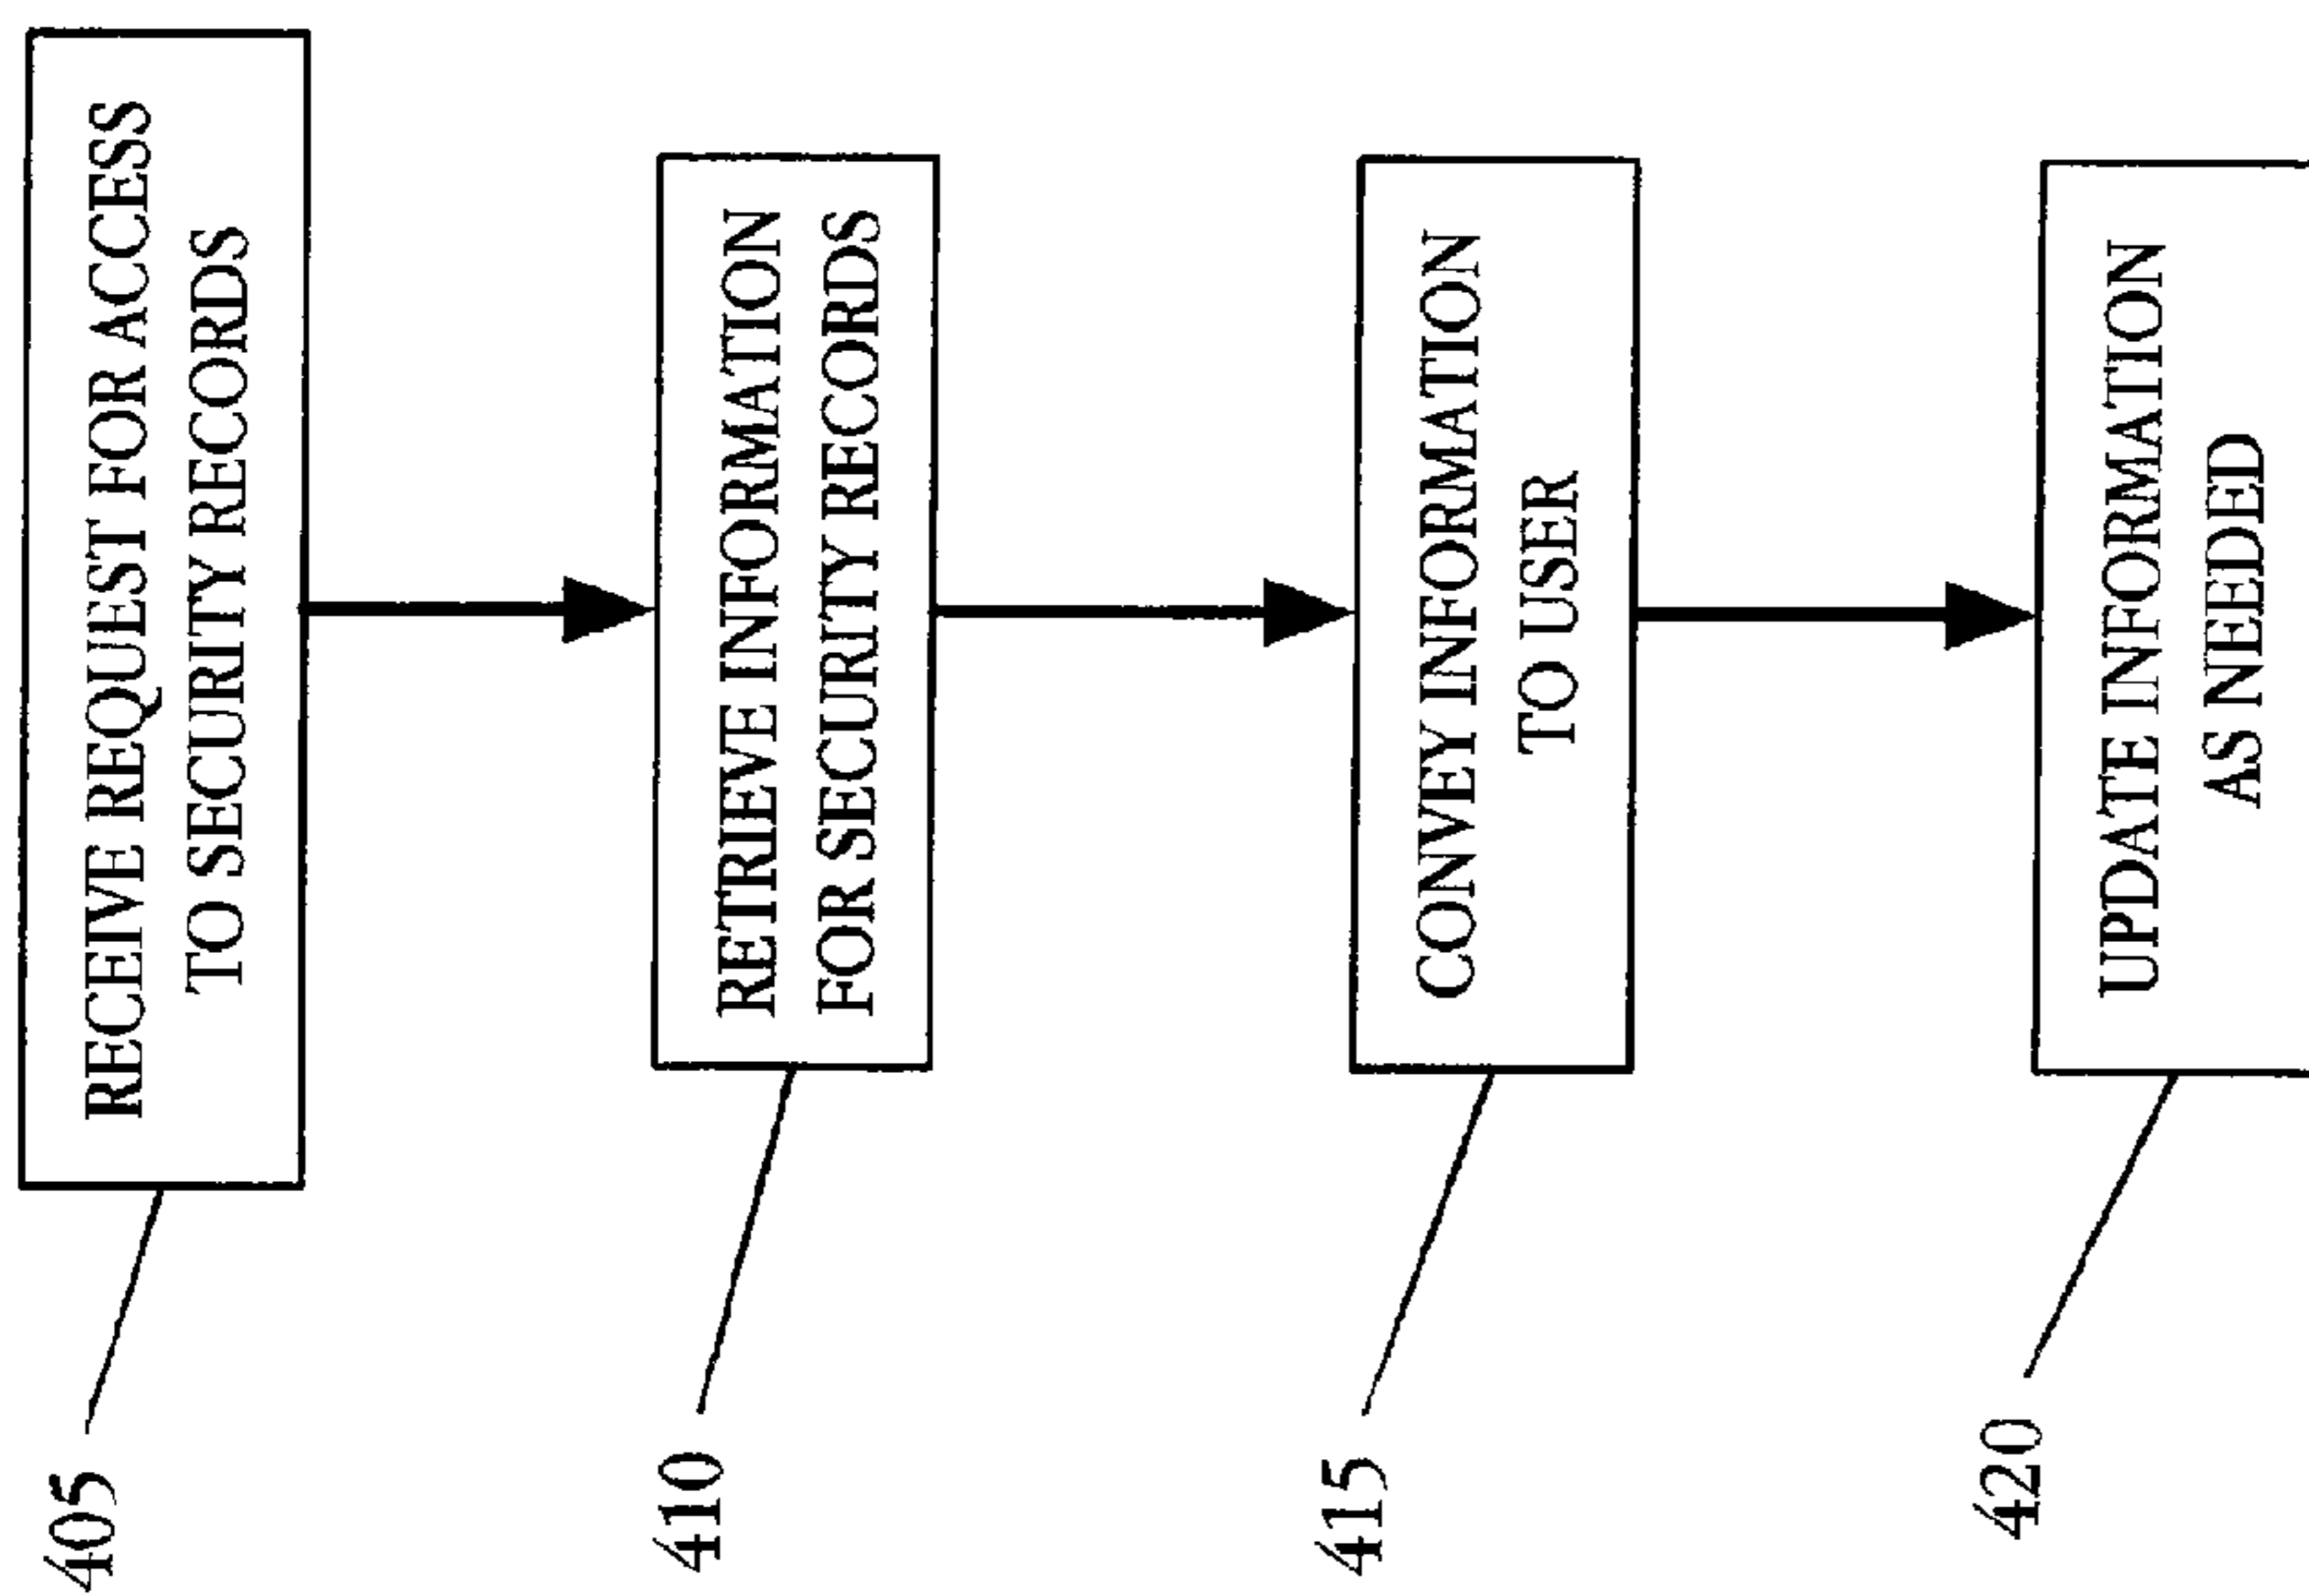 RECEIVE REQUEST FOR ACCESS
TO SECURITY RECORDS
405
RETRIEVE INFORMATION
FOR SECURITY RECORDS
410
CONVEY INFORMATION
TO USER
415
UPDATE INFORMATION
AS NEEDED
420